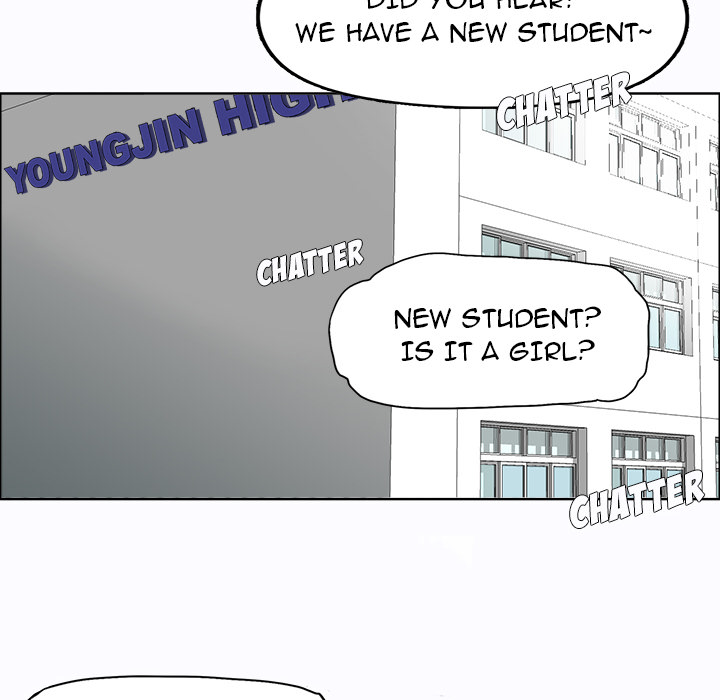 DID YOU HEAR?
WE HAVE A NEW STUDENT~
CHATTER
YOUNGJIN HIGH
CHATTER
NEW STUDENT?
IS IT A GIRL?
CHATTER